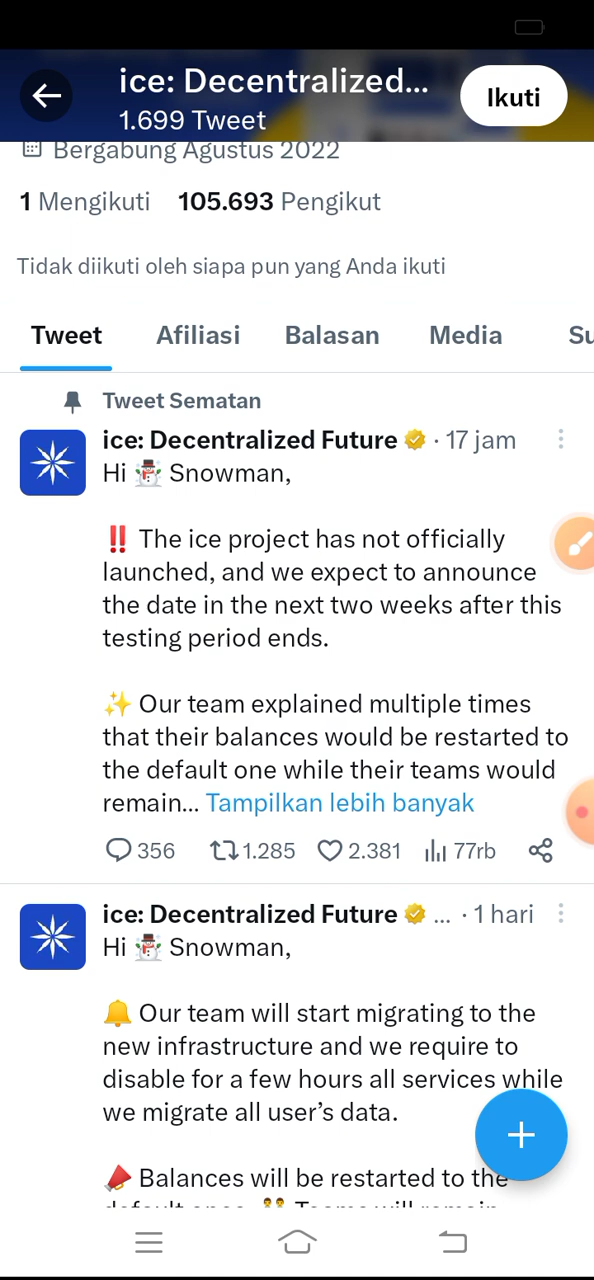 ice: Decentralized...
1.699 Tweet
Ikuti
Bergabung Agustus 2022
1 Mengikuti 105.693 Pengikut
Tidak diikuti oleh siapa pun yang Anda ikuti
Tweet Afiliasi Balasan Media Su
Tweet Sematan
ice: Decentralized Future · 17 jam
Hi ☃️ Snowman,
‼️ The ice project has not officially
launched, and we expect to announce
the date in the next two weeks after this
testing period ends.
✨ Our team explained multiple times
that their balances would be restarted to
the default one while their teams would
remain... Tampilkan lebih banyak
356 1.285 2.381 77rb
ice: Decentralized Future ... · 1 hari
Hi ☃️ Snowman,
🔔 Our team will start migrating to the
new infrastructure and we require to
disable for a few hours all services while
we migrate all user’s data.
📣 Balances will be restarted to the
default ones. 👬 Teams will remain